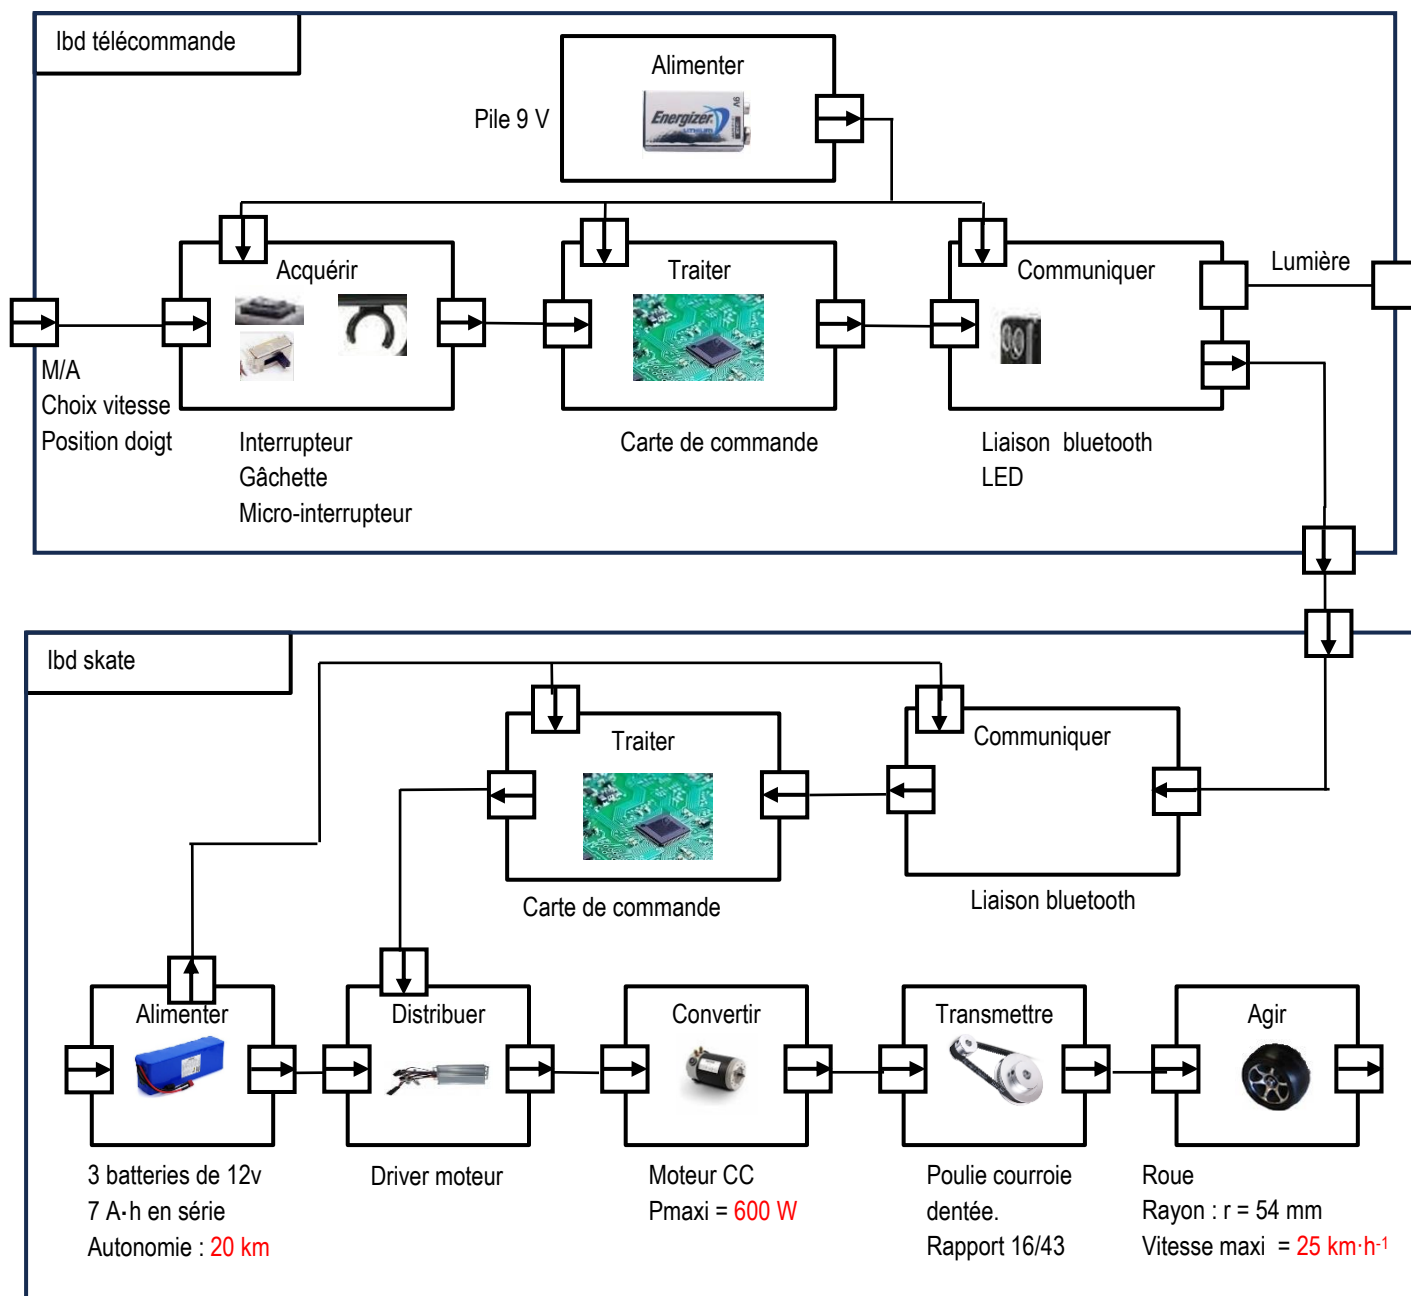 Ibd télécommande
Alimenter
Pile 9 V
Energizer
Acquérir
Traiter
Communiquer
Lumière
M/A
Choix vitesse
Position doigt
Interrupteur
Gâchette
Micro-interrupteur
Carte de commande
Liaison bluetooth
LED
Ibd skate
Traiter
Communiquer
Carte de commande
Liaison bluetooth
Alimenter
Distribuer
Convertir
Transmettre
Agir
3 batteries de 12v
7 A·h en série
Autonomie : 20 km
Driver moteur
Moteur CC
Pmaxi = 600 W
Poulie courroie
dentée.
Rapport 16/43
Roue
Rayon : r = 54 mm
Vitesse maxi = 25 km·h⁻¹